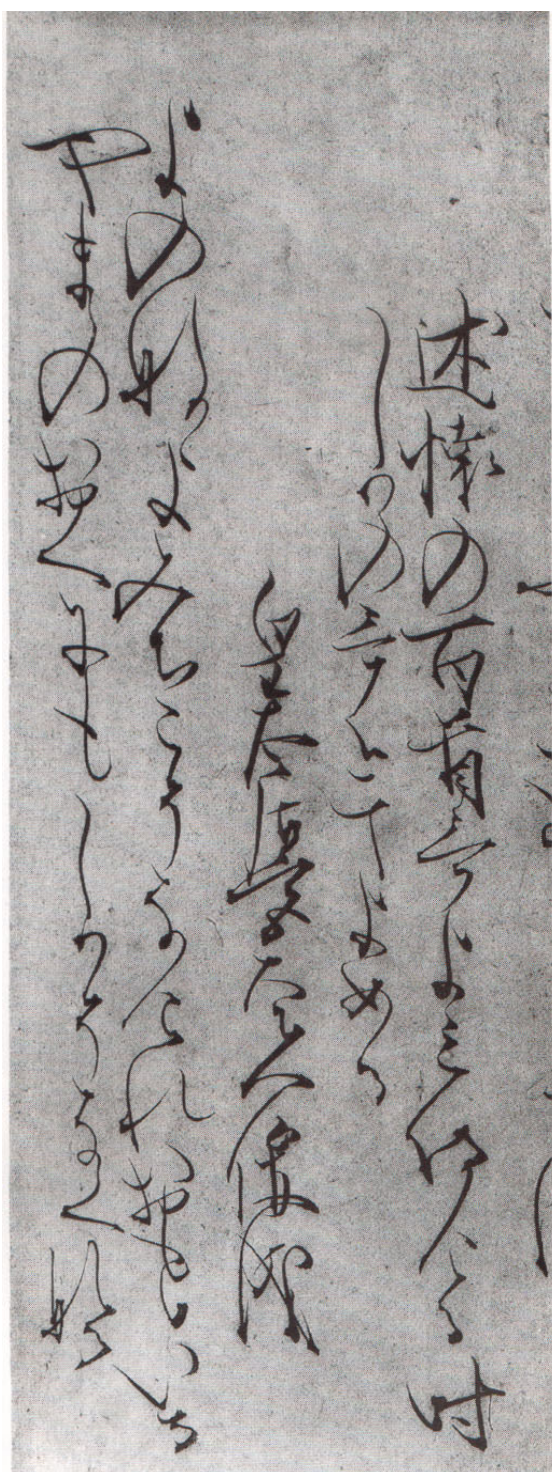 述懐の百首哥よみ侍ける時
しかの哥とてよめる
皇太后宮大夫俊成
よのなかよみちこそなけれおもひいる
やまのおくにもしかそなくなる